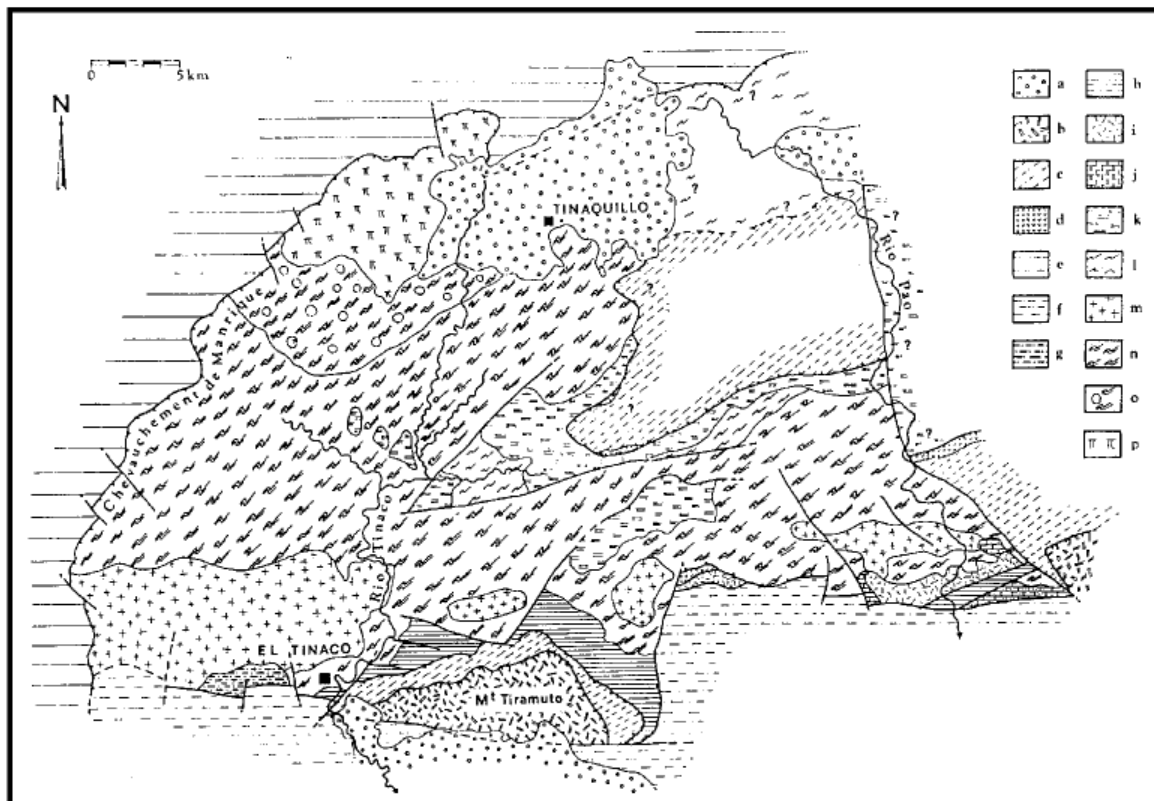 0 5 km
N
TINAQUILLO
Chevauchement de Manrique
Rio Pao
Rio Tinaco
EL TINACO
Mt Tiramuto
?
?
?
?
?
?
?
?
?
a
b
c
d
e
f
g
h
i
j
k
l
m
n
o
p